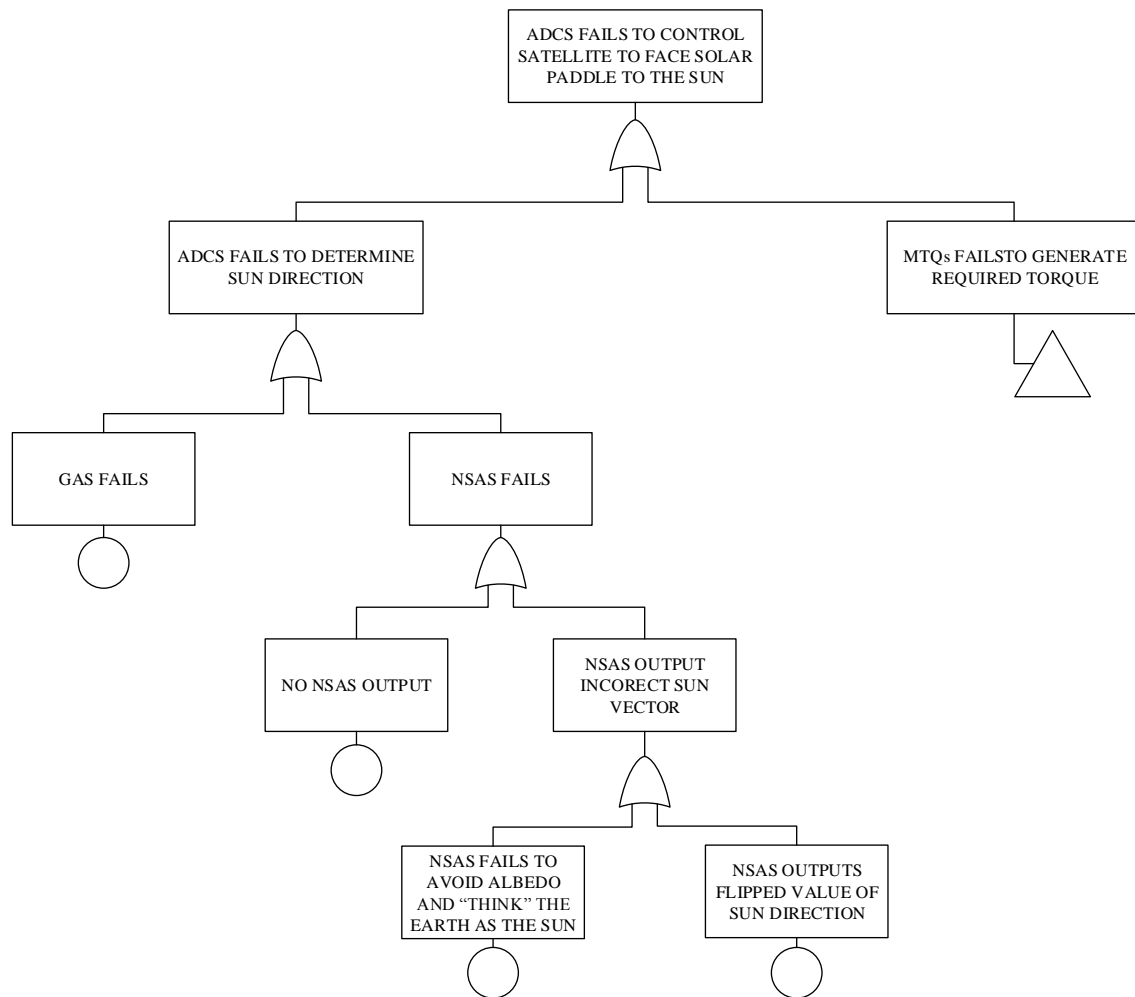 ADCS FAILS TO CONTROL
SATELLITE TO FACE SOLAR
PADDLE TO THE SUN
ADCS FAILS TO DETERMINE
SUN DIRECTION
MTQs FAILSTO GENERATE
REQUIRED TORQUE
GAS FAILS
NSAS FAILS
NO NSAS OUTPUT
NSAS OUTPUT
INCORECT SUN
VECTOR
NSAS FAILS TO
AVOID ALBEDO
AND “THINK” THE
EARTH AS THE SUN
NSAS OUTPUTS
FLIPPED VALUE OF
SUN DIRECTION